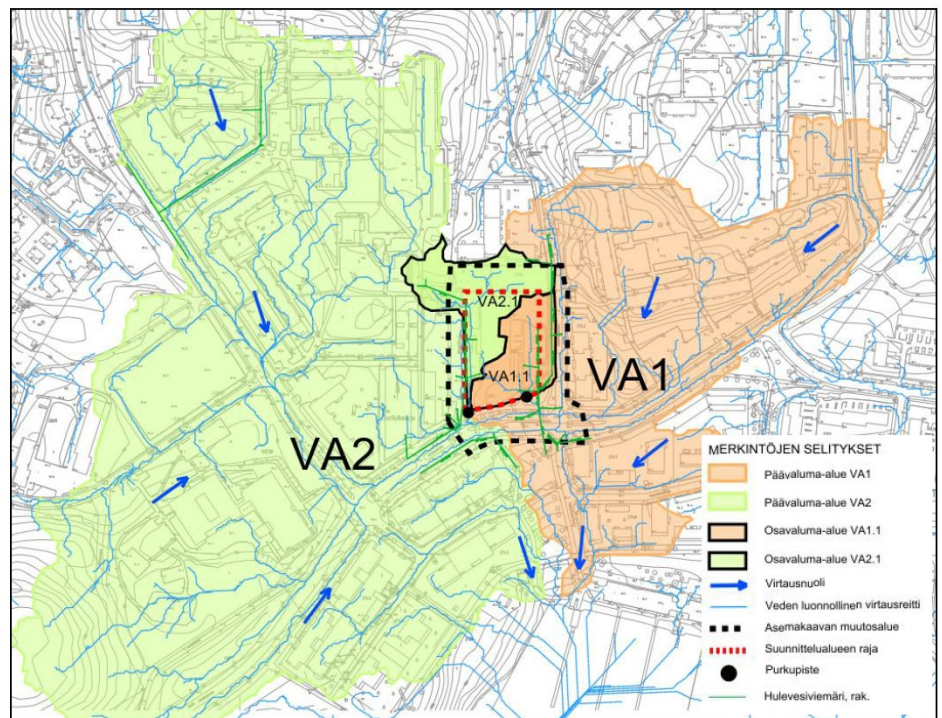 VA2.1
VA1.1
VA1
VA2
MERKINTÖJEN SELITYKSET
Päävaluma-alue VA1
Päävaluma-alue VA2
Osavaluma-alue VA1.1
Osavaluma-alue VA2.1
Virtausnuoli
Veden luonnollinen virtausreitti
Asemakaavan muutosalue
Suunnittelualueen raja
Purkupiste
Hulevesiviemäri, rak.